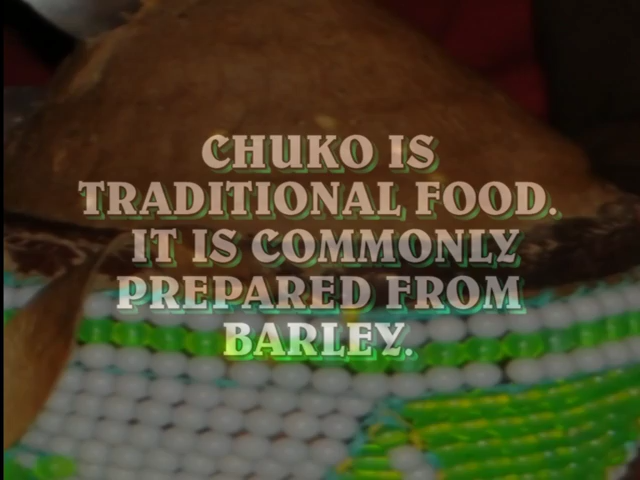 CHUKO IS
TRADITIONAL FOOD.
IT IS COMMONLY
PREPARED FROM
BARLEY.